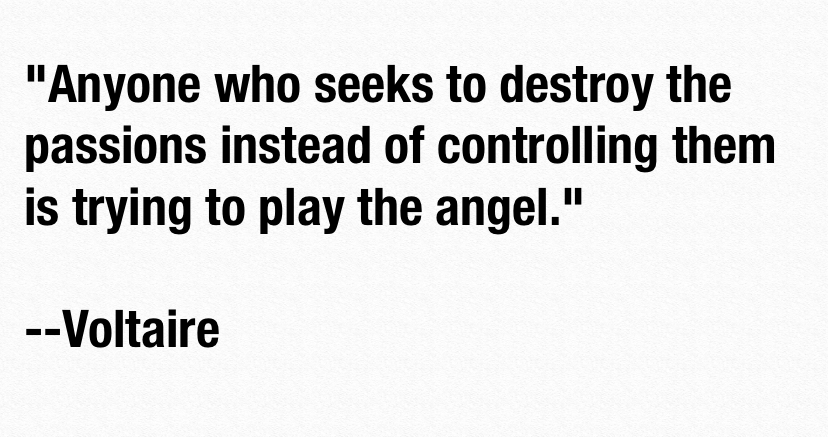 "Anyone who seeks to destroy the
passions instead of controlling them
is trying to play the angel."
--Voltaire